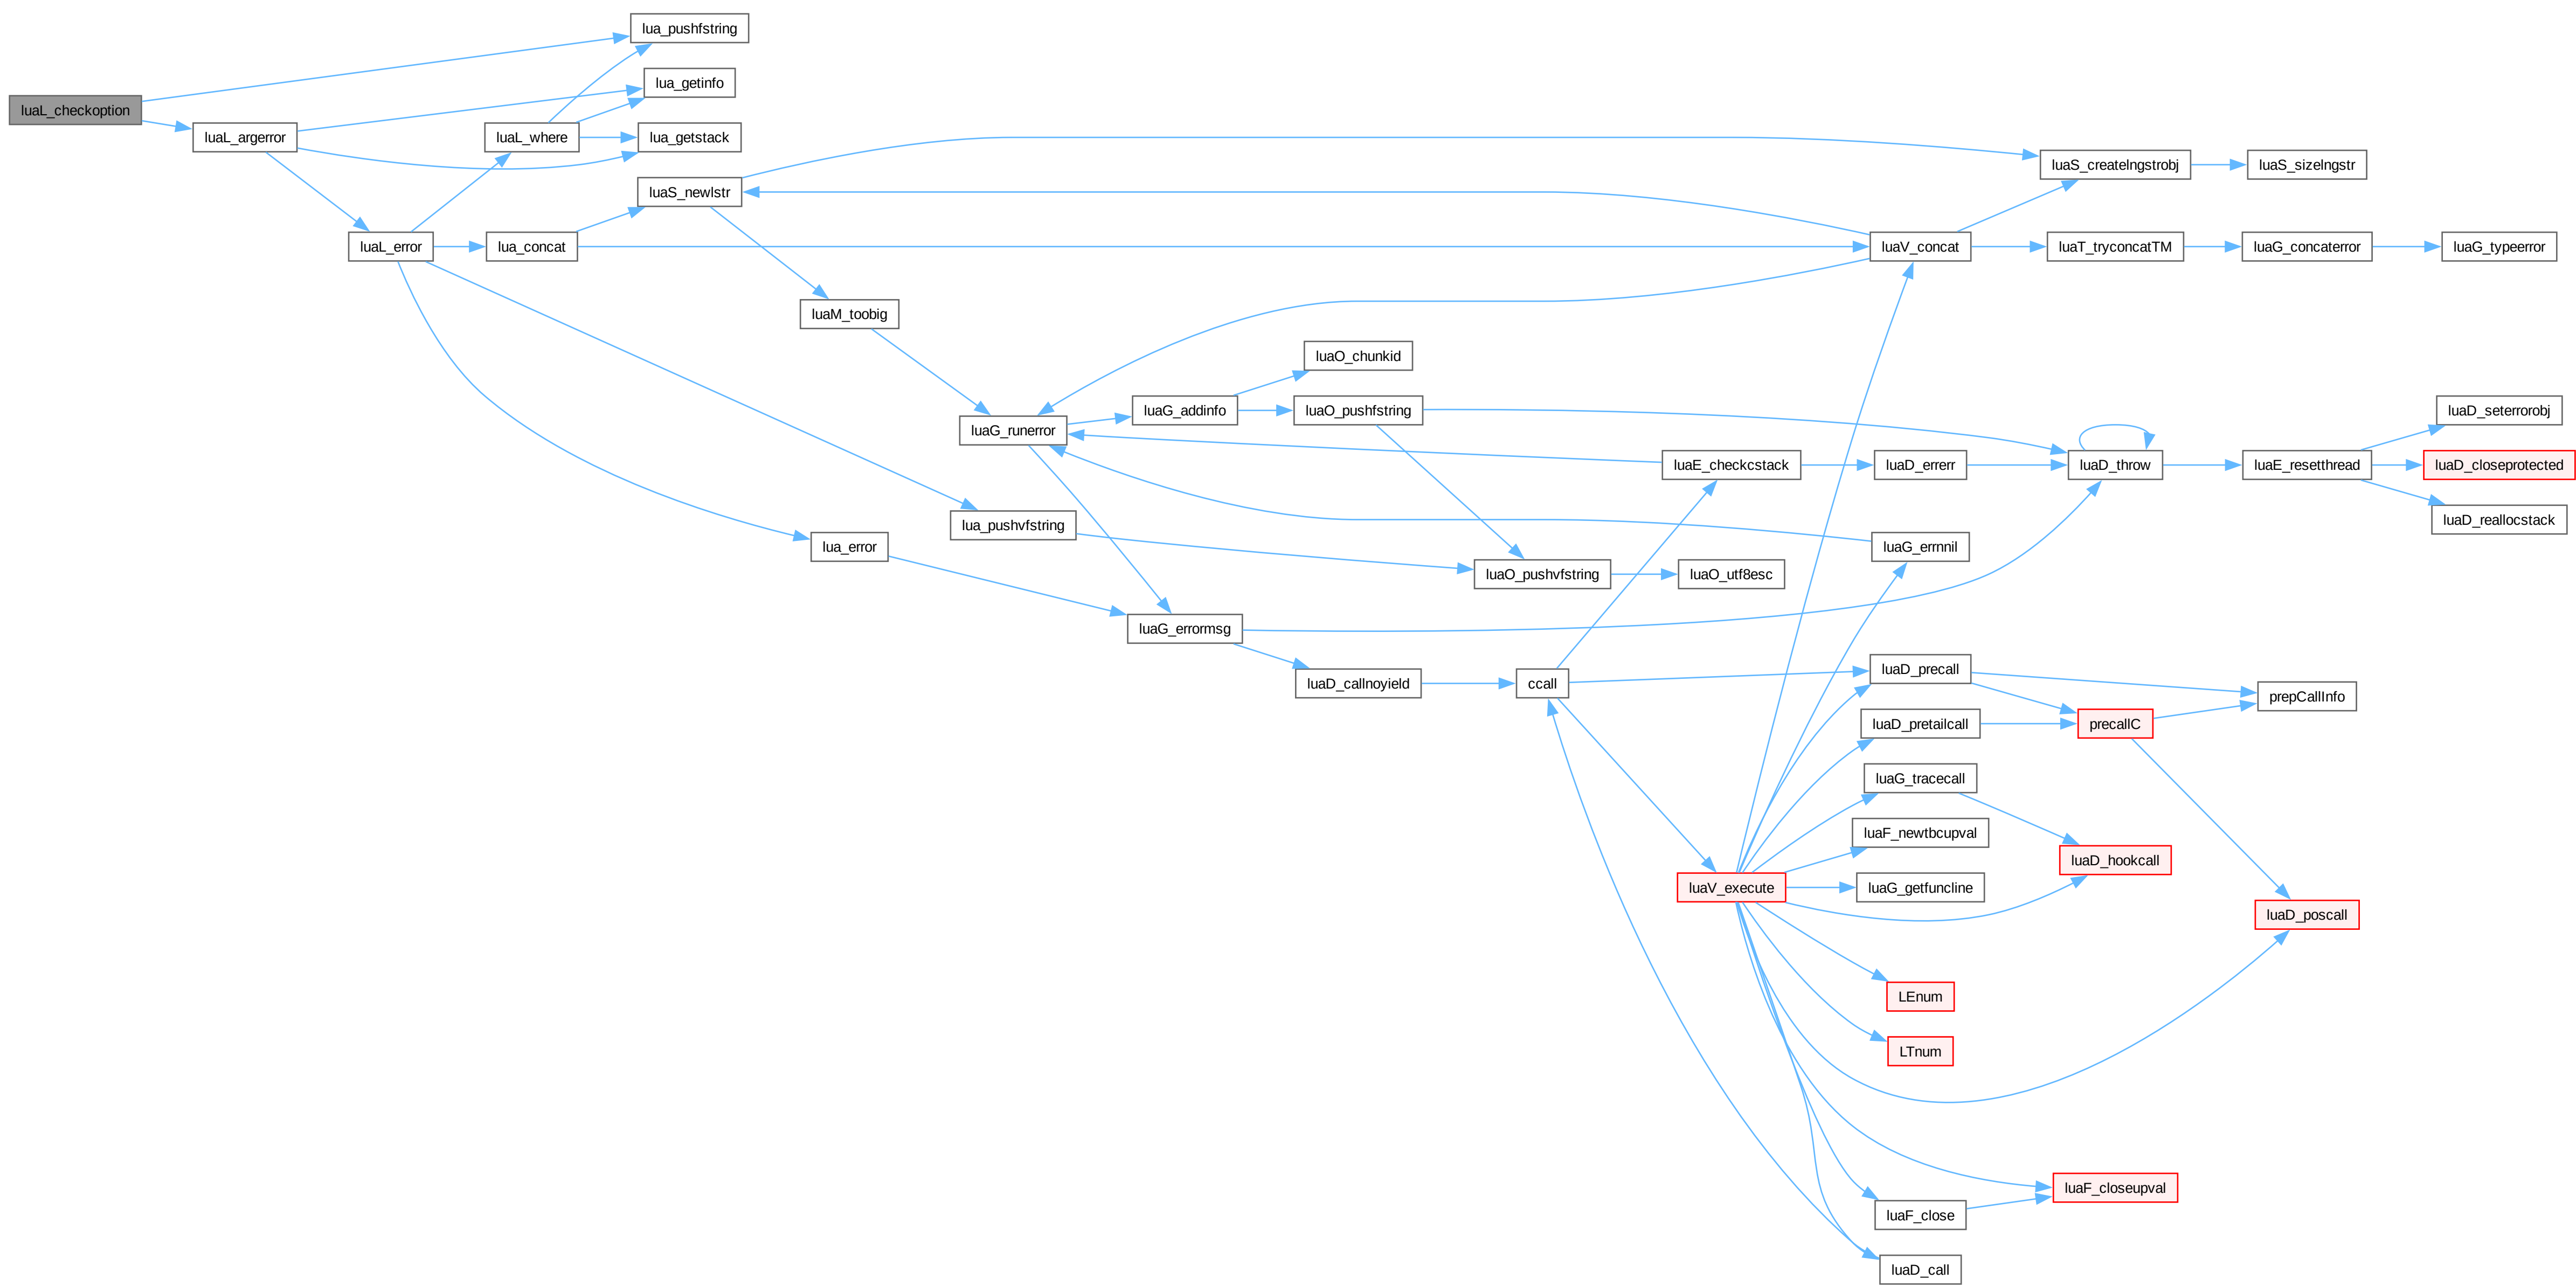 luaL_checkoption
lua_pushfstring
lua_getinfo
luaL_argerror
luaL_where
lua_getstack
luaS_newlstr
luaL_error
lua_concat
luaM_toobig
luaG_runerror
lua_pushvfstring
lua_error
luaG_addinfo
luaO_chunkid
luaO_pushfstring
luaG_errormsg
luaD_callnoyield
luaO_pushvfstring
luaO_utf8esc
ccall
luaE_checkcstack
luaD_errerr
luaV_concat
luaS_createlngstrobj
luaS_sizelngstr
luaT_tryconcatTM
luaG_concaterror
luaG_typeerror
luaD_throw
luaE_resetthread
luaD_seterrorobj
luaD_closeprotected
luaD_reallocstack
luaG_errnnil
luaD_precall
prepCallInfo
luaD_pretailcall
precallC
luaG_tracecall
luaF_newtbcupval
luaD_hookcall
luaV_execute
luaG_getfuncline
luaD_poscall
LEnum
LTnum
luaF_closeupval
luaF_close
luaD_call